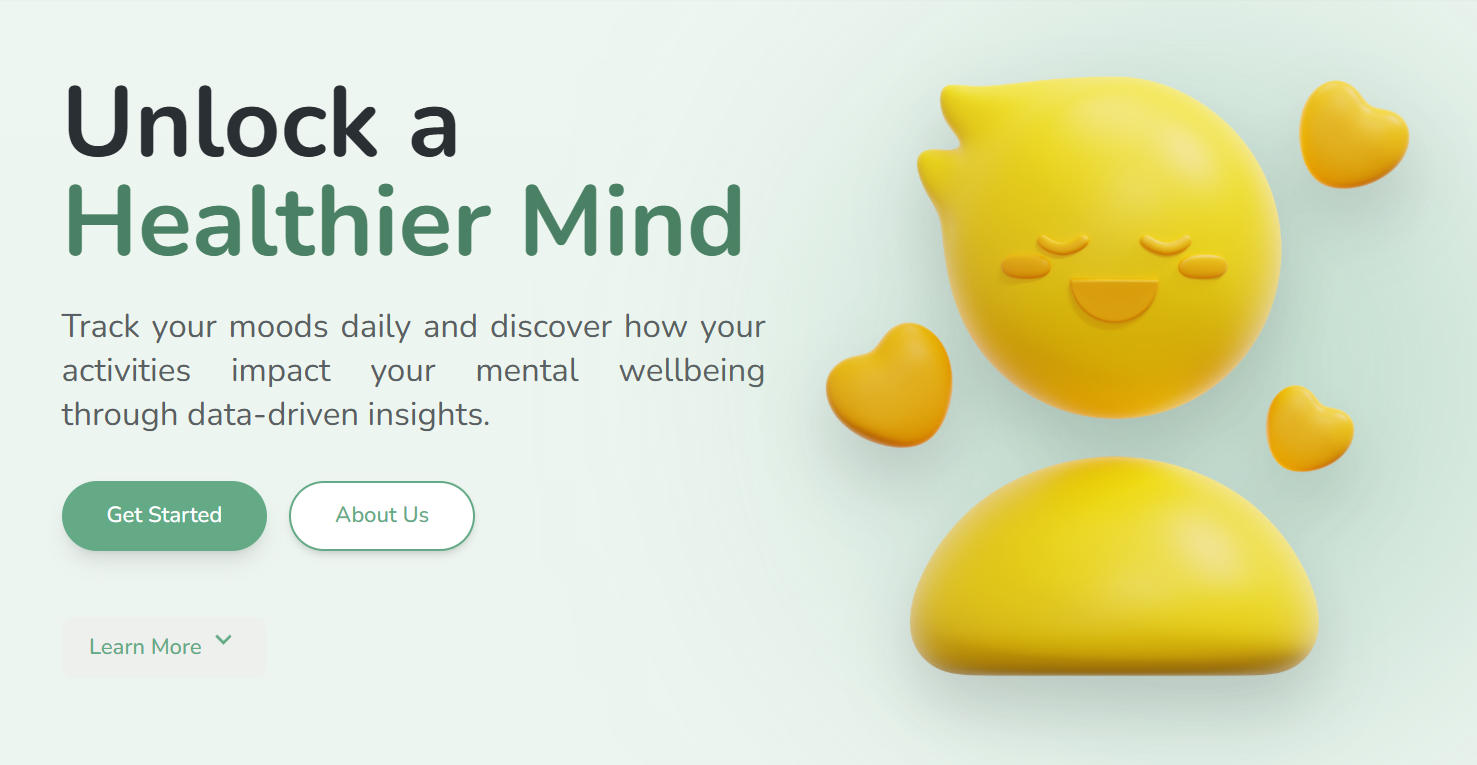 Unlock a
Healthier Mind
Track your moods daily and discover how your
activities impact your mental wellbeing
through data-driven insights.
Get Started
About Us
Learn More